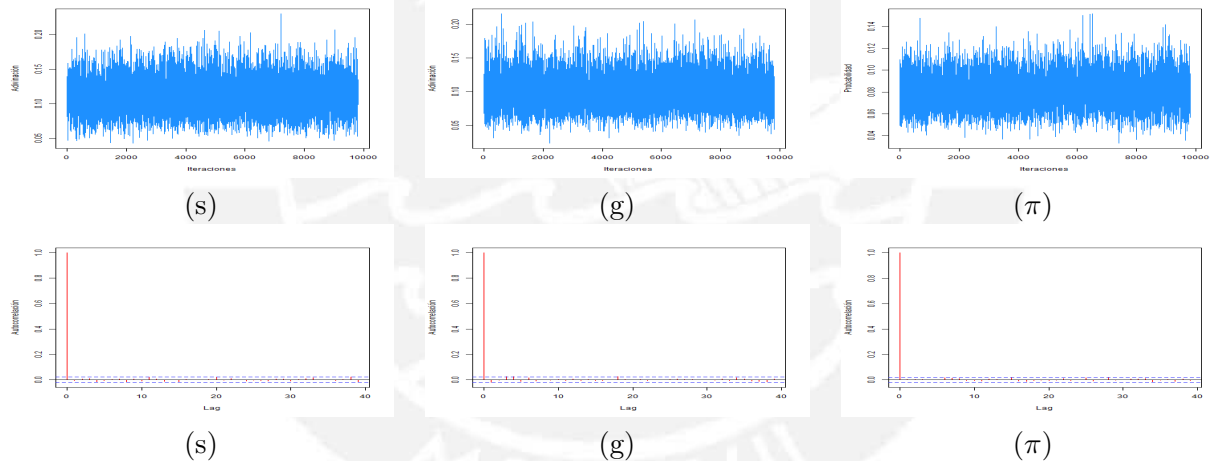 0.05 0.10 0.15 0.20
Adivinación
0 2000 4000 6000 8000 10000
Iteraciones
(s)
0.05 0.10 0.15 0.20
Adivinación
0 2000 4000 6000 8000 10000
Iteraciones
(g)
0.04 0.06 0.08 0.10 0.12 0.14
Probabilidad
0 2000 4000 6000 8000 10000
Iteraciones
(π)
0.0 0.2 0.4 0.6 0.8 1.0
Autocorrelación
0 10 20 30 40
Lag
(s)
0.0 0.2 0.4 0.6 0.8 1.0
Autocorrelación
0 10 20 30 40
Lag
(g)
0.0 0.2 0.4 0.6 0.8 1.0
Autocorrelación
0 10 20 30 40
Lag
(π)